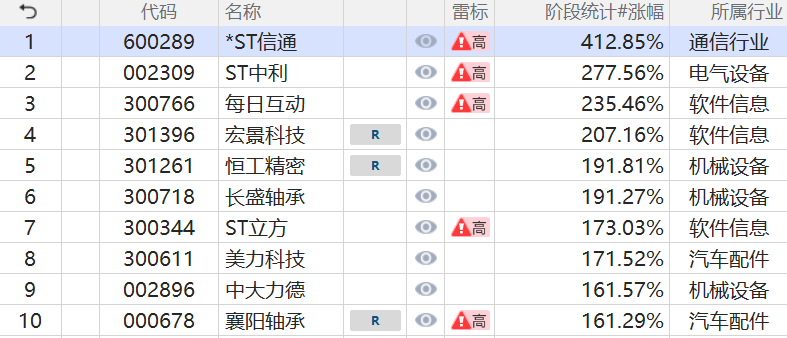 代码 名称 雷标 阶段统计#涨幅 所属行业
1 600289 *ST信通 高 412.85% 通信行业
2 002309 ST中利 高 277.56% 电气设备
3 300766 每日互动 高 235.46% 软件信息
4 301396 宏景科技 R 207.16% 软件信息
5 301261 恒工精密 R 191.81% 机械设备
6 300718 长盛轴承 191.27% 机械设备
7 300344 ST立方 高 173.03% 软件信息
8 300611 美力科技 171.52% 汽车配件
9 002896 中大力德 161.57% 机械设备
10 000678 襄阳轴承 R 高 161.29% 汽车配件